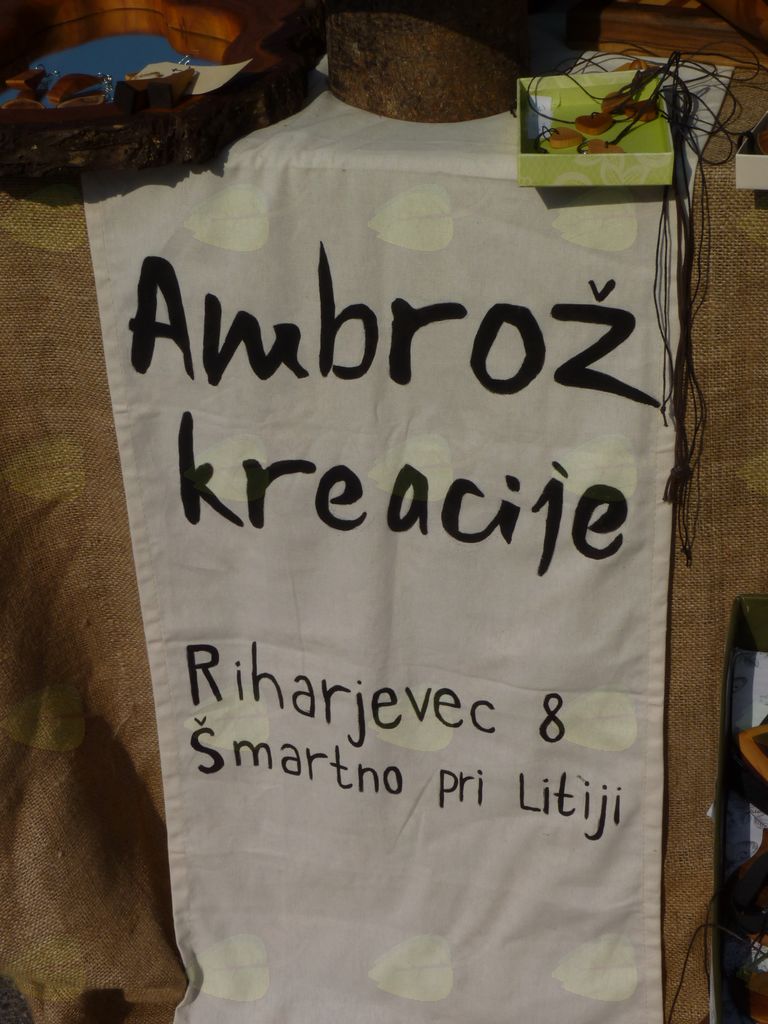 Ambrož
kreacije
Riharjevec 8
Šmartno pri Litiji